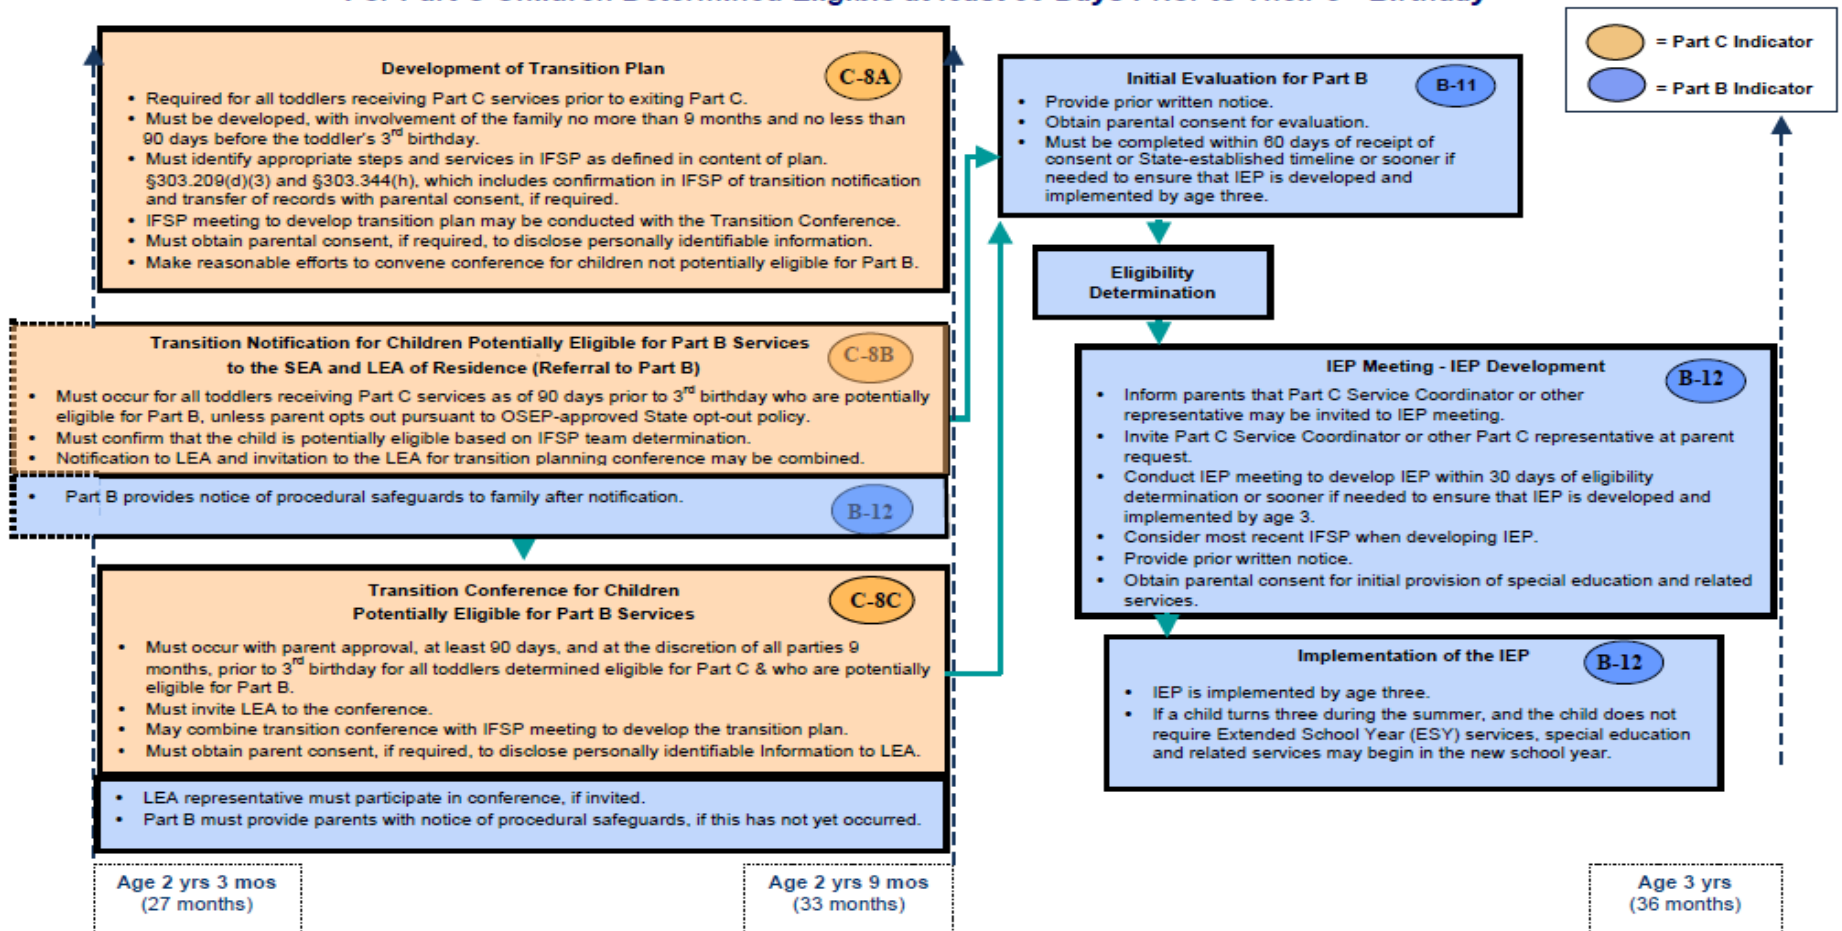 Development of Transition Plan
C-8A
• Required for all toddlers receiving Part C services prior to exiting Part C.
• Must be developed, with involvement of the family no more than 9 months and no less than
90 days before the toddler's 3rd birthday.
• Must identify appropriate steps and services in IFSP as defined in content of plan.
§303.209(d)(3) and §303.344(h), which includes confirmation in IFSP of transition notification
and transfer of records with parental consent, if required.
• IFSP meeting to develop transition plan may be conducted with the Transition Conference.
• Must obtain parental consent, if required, to disclose personally identifiable information.
• Make reasonable efforts to convene conference for children not potentially eligible for Part B.
Transition Notification for Children Potentially Eligible for Part B Services
to the SEA and LEA of Residence (Referral to Part B)
C-8B
• Must occur for all toddlers receiving Part C services as of 90 days prior to 3rd birthday who are potentially
eligible for Part B, unless parent opts out pursuant to OSEP-approved State opt-out policy.
• Must confirm that the child is potentially eligible based on IFSP team determination.
• Notification to LEA and invitation to the LEA for transition planning conference may be combined.
• Part B provides notice of procedural safeguards to family after notification.
B-12
Transition Conference for Children
Potentially Eligible for Part B Services
C-8C
• Must occur with parent approval, at least 90 days, and at the discretion of all parties 9
months, prior to 3rd birthday for all toddlers determined eligible for Part C & who are potentially
eligible for Part B.
• Must invite LEA to the conference.
• May combine transition conference with IFSP meeting to develop the transition plan.
• Must obtain parent consent, if required, to disclose personally identifiable Information to LEA.
• LEA representative must participate in conference, if invited.
• Part B must provide parents with notice of procedural safeguards, if this has not yet occurred.
Initial Evaluation for Part B
B-11
• Provide prior written notice.
• Obtain parental consent for evaluation.
• Must be completed within 60 days of receipt of
consent or State-established timeline or sooner if
needed to ensure that IEP is developed and
implemented by age three.
Eligibility
Determination
IEP Meeting - IEP Development
B-12
• Inform parents that Part C Service Coordinator or other
representative may be invited to IEP meeting.
• Invite Part C Service Coordinator or other Part C representative at parent
request.
• Conduct IEP meeting to develop IEP within 30 days of eligibility
determination or sooner if needed to ensure that IEP is developed and
implemented by age 3.
• Consider most recent IFSP when developing IEP.
• Provide prior written notice.
• Obtain parental consent for initial provision of special education and related
services.
Implementation of the IEP
B-12
• IEP is implemented by age three.
• If a child turns three during the summer, and the child does not
require Extended School Year (ESY) services, special education
and related services may begin in the new school year.
= Part C Indicator
= Part B Indicator
Age 2 yrs 3 mos
(27 months)
Age 2 yrs 9 mos
(33 months)
Age 3 yrs
(36 months)